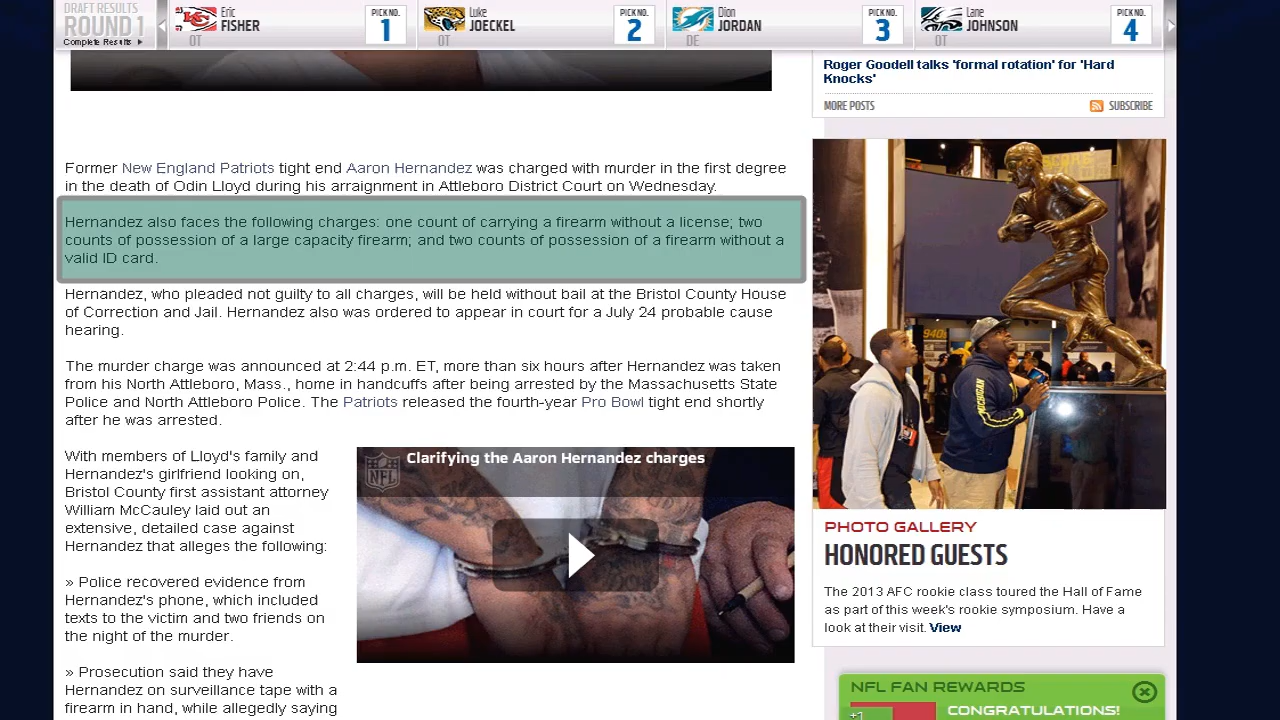 DRAFT RESULTS
ROUND 1
Complete Results
Eric
FISHER
OT
PICK NO.
1
Luke
JOECKEL
OT
PICK NO.
2
Dion
JORDAN
DE
PICK NO.
3
Lane
JOHNSON
OT
PICK NO.
4
Former New England Patriots tight end Aaron Hernandez was charged with murder in the first degree
in the death of Odin Lloyd during his arraignment in Attleboro District Court on Wednesday.
Hernandez also faces the following charges: one count of carrying a firearm without a license; two
counts of possession of a large capacity firearm; and two counts of possession of a firearm without a
valid ID card.
Hernandez, who pleaded not guilty to all charges, will be held without bail at the Bristol County House
of Correction and Jail. Hernandez also was ordered to appear in court for a July 24 probable cause
hearing.
The murder charge was announced at 2:44 p.m. ET, more than six hours after Hernandez was taken
from his North Attleboro, Mass., home in handcuffs after being arrested by the Massachusetts State
Police and North Attleboro Police. The Patriots released the fourth-year Pro Bowl tight end shortly
after he was arrested.
With members of Lloyd's family and
Hernandez's girlfriend looking on,
Bristol County first assistant attorney
William McCauley laid out an
extensive, detailed case against
Hernandez that alleges the following:
» Police recovered evidence from
Hernandez's phone, which included
texts to the victim and two friends on
the night of the murder.
» Prosecution said they have
Hernandez on surveillance tape with a
firearm in hand, while allegedly saying
NFL
Clarifying the Aaron Hernandez charges
Roger Goodell talks 'formal rotation' for 'Hard
Knocks'
MORE POSTS
SUBSCRIBE
SCORE
940s
MICHIGAN
PHOTO GALLERY
HONORED GUESTS
The 2013 AFC rookie class toured the Hall of Fame
as part of this week's rookie symposium. Have a
look at their visit. View
NFL FAN REWARDS
+1
CONGRATULATIONS!